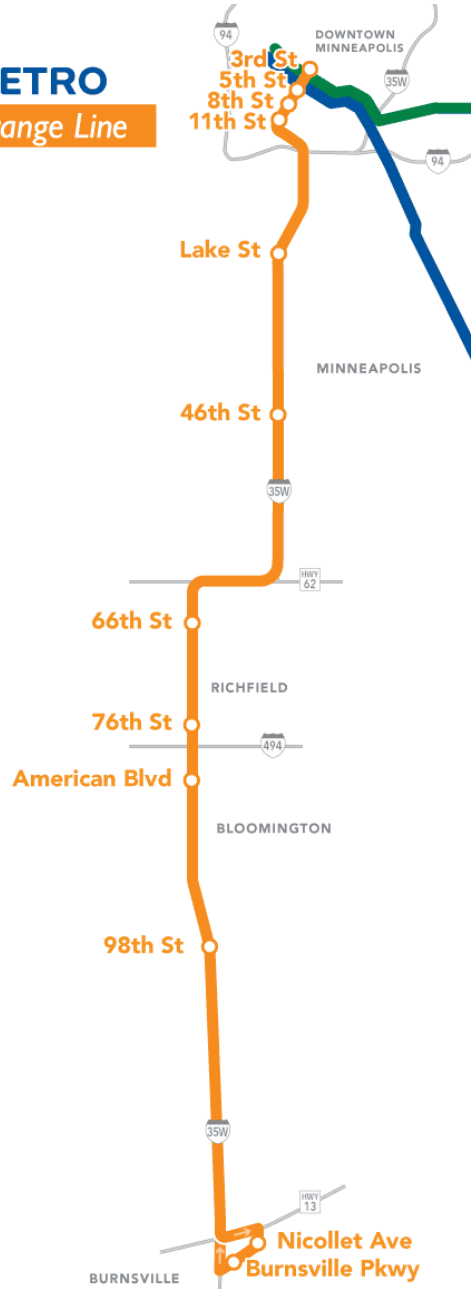 ETRO
range Line
94
DOWNTOWN
MINNEAPOLIS
3rd St
5th St
35W
8th St
11th St
94
Lake St
MINNEAPOLIS
46th St
35W
HWY
62
66th St
RICHFIELD
76th St
494
American Blvd
BLOOMINGTON
98th St
35W
HWY
13
Nicollet Ave
Burnsville Pkwy
BURNSVILLE